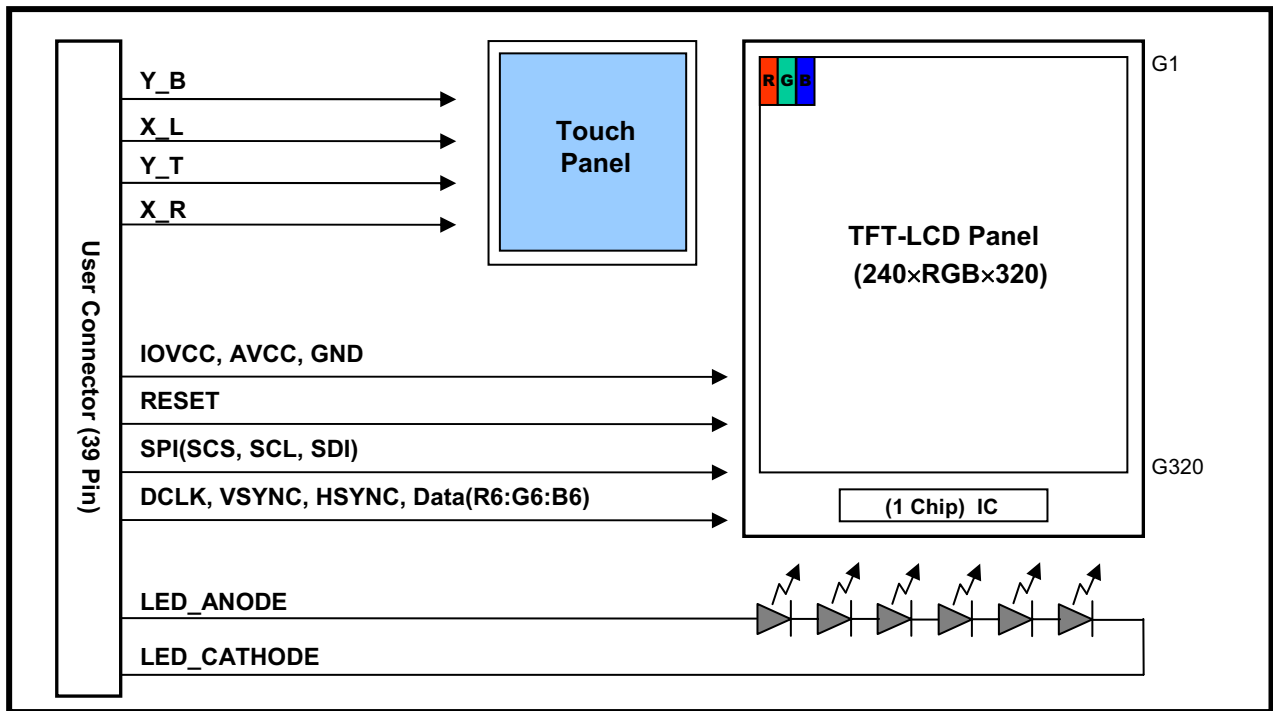 User Connector (39 Pin)
Y_B
X_L
Y_T
X_R
Touch
Panel
IOVCC, AVCC, GND
RESET
SPI(SCS, SCL, SDI)
DCLK, VSYNC, HSYNC, Data(R6:G6:B6)
LED_ANODE
LED_CATHODE
R G B
G1
TFT-LCD Panel
(240×RGB×320)
G320
(1 Chip) IC